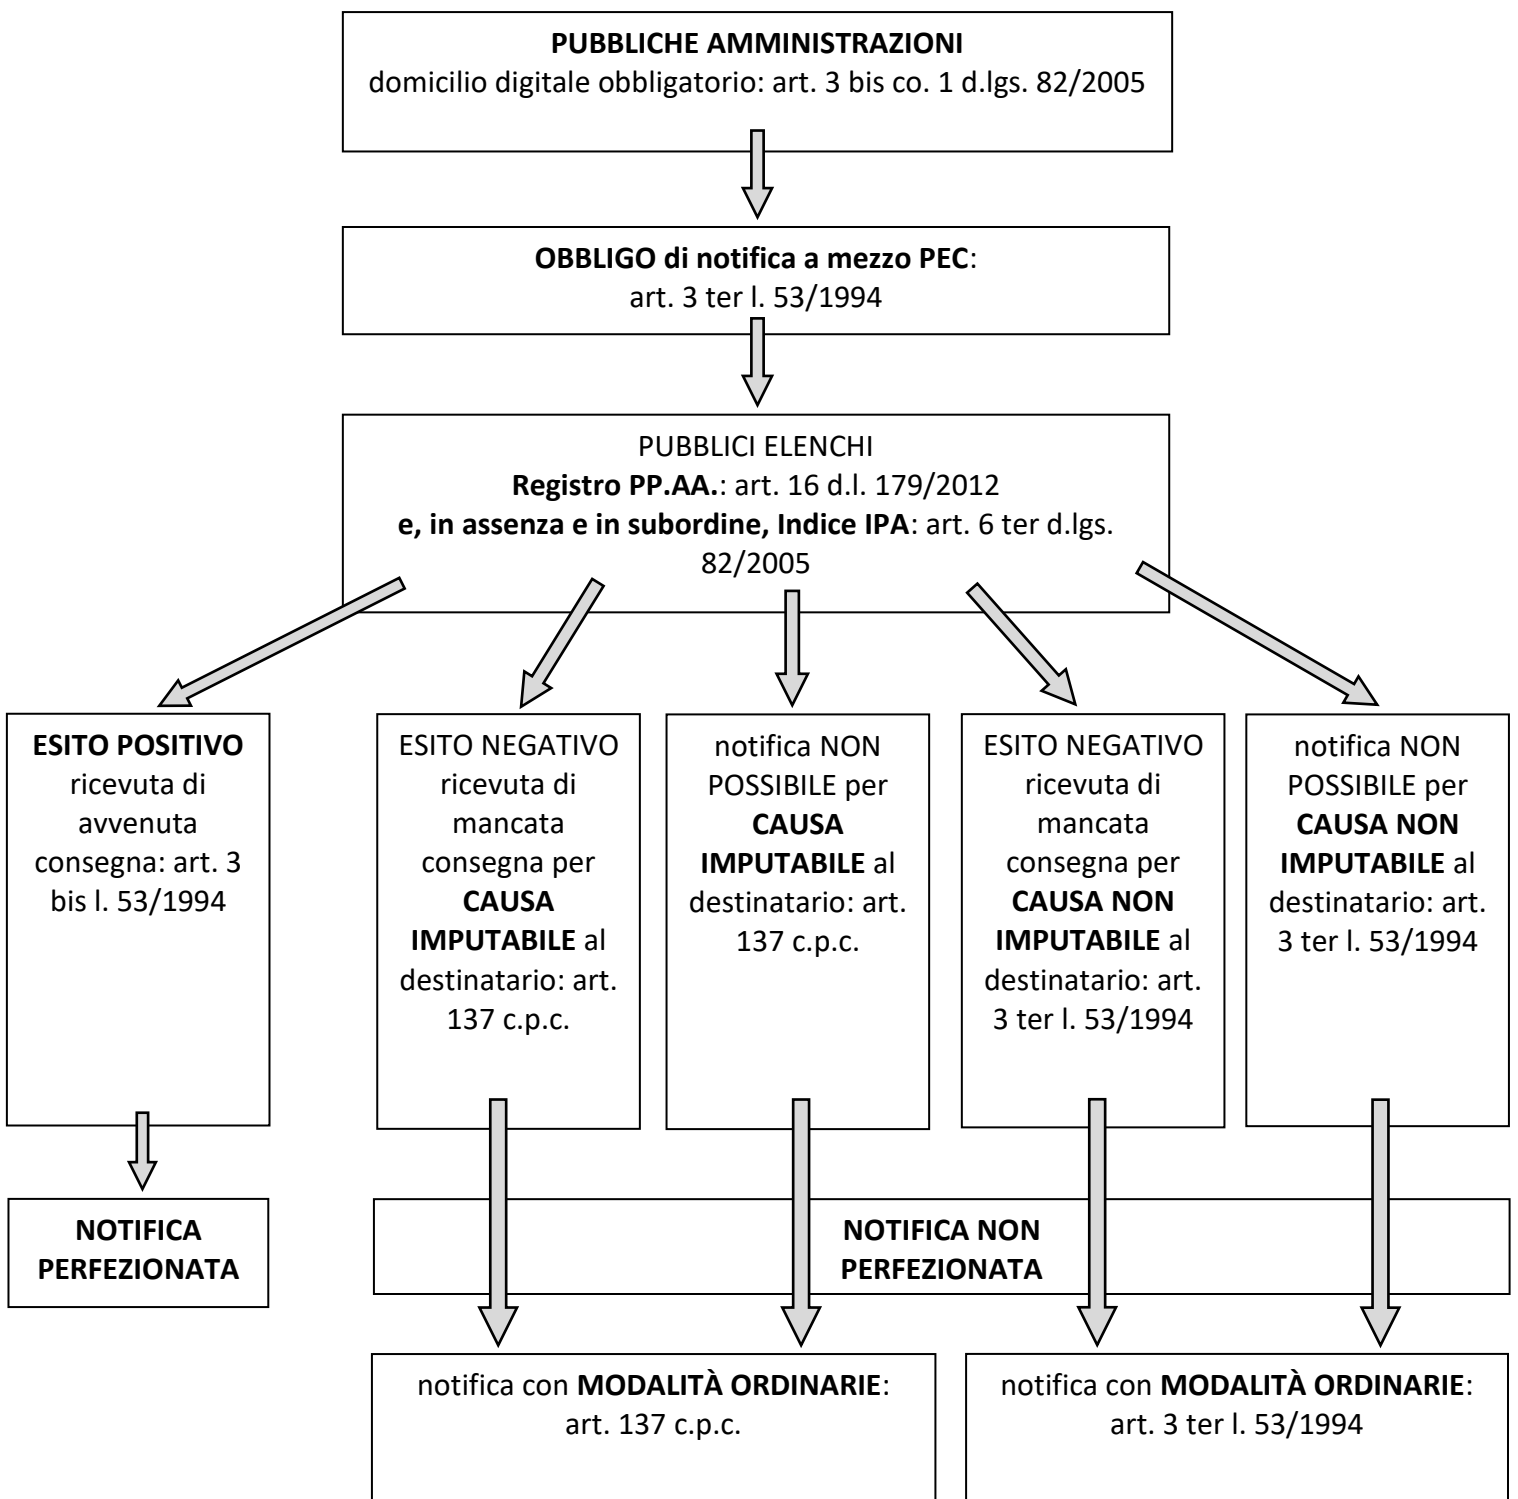 PUBBLICHE AMMINISTRAZIONI
domicilio digitale obbligatorio: art. 3 bis co. 1 d.lgs. 82/2005
OBBLIGO di notifica a mezzo PEC:
art. 3 ter l. 53/1994
PUBBLICI ELENCHI
Registro PP.AA.: art. 16 d.l. 179/2012
e, in assenza e in subordine, Indice IPA: art. 6 ter d.lgs.
82/2005
ESITO POSITIVO
ricevuta di
avvenuta
consegna: art. 3
bis l. 53/1994
ESITO NEGATIVO
ricevuta di
mancata
consegna per
CAUSA
IMPUTABILE al
destinatario: art.
137 c.p.c.
notifica NON
POSSIBILE per
CAUSA
IMPUTABILE al
destinatario: art.
137 c.p.c.
ESITO NEGATIVO
ricevuta di
mancata
consegna per
CAUSA NON
IMPUTABILE al
destinatario: art.
3 ter l. 53/1994
notifica NON
POSSIBILE per
CAUSA NON
IMPUTABILE al
destinatario: art.
3 ter l. 53/1994
NOTIFICA
PERFEZIONATA
NOTIFICA NON
PERFEZIONATA
notifica con MODALITÀ ORDINARIE:
art. 137 c.p.c.
notifica con MODALITÀ ORDINARIE:
art. 3 ter l. 53/1994